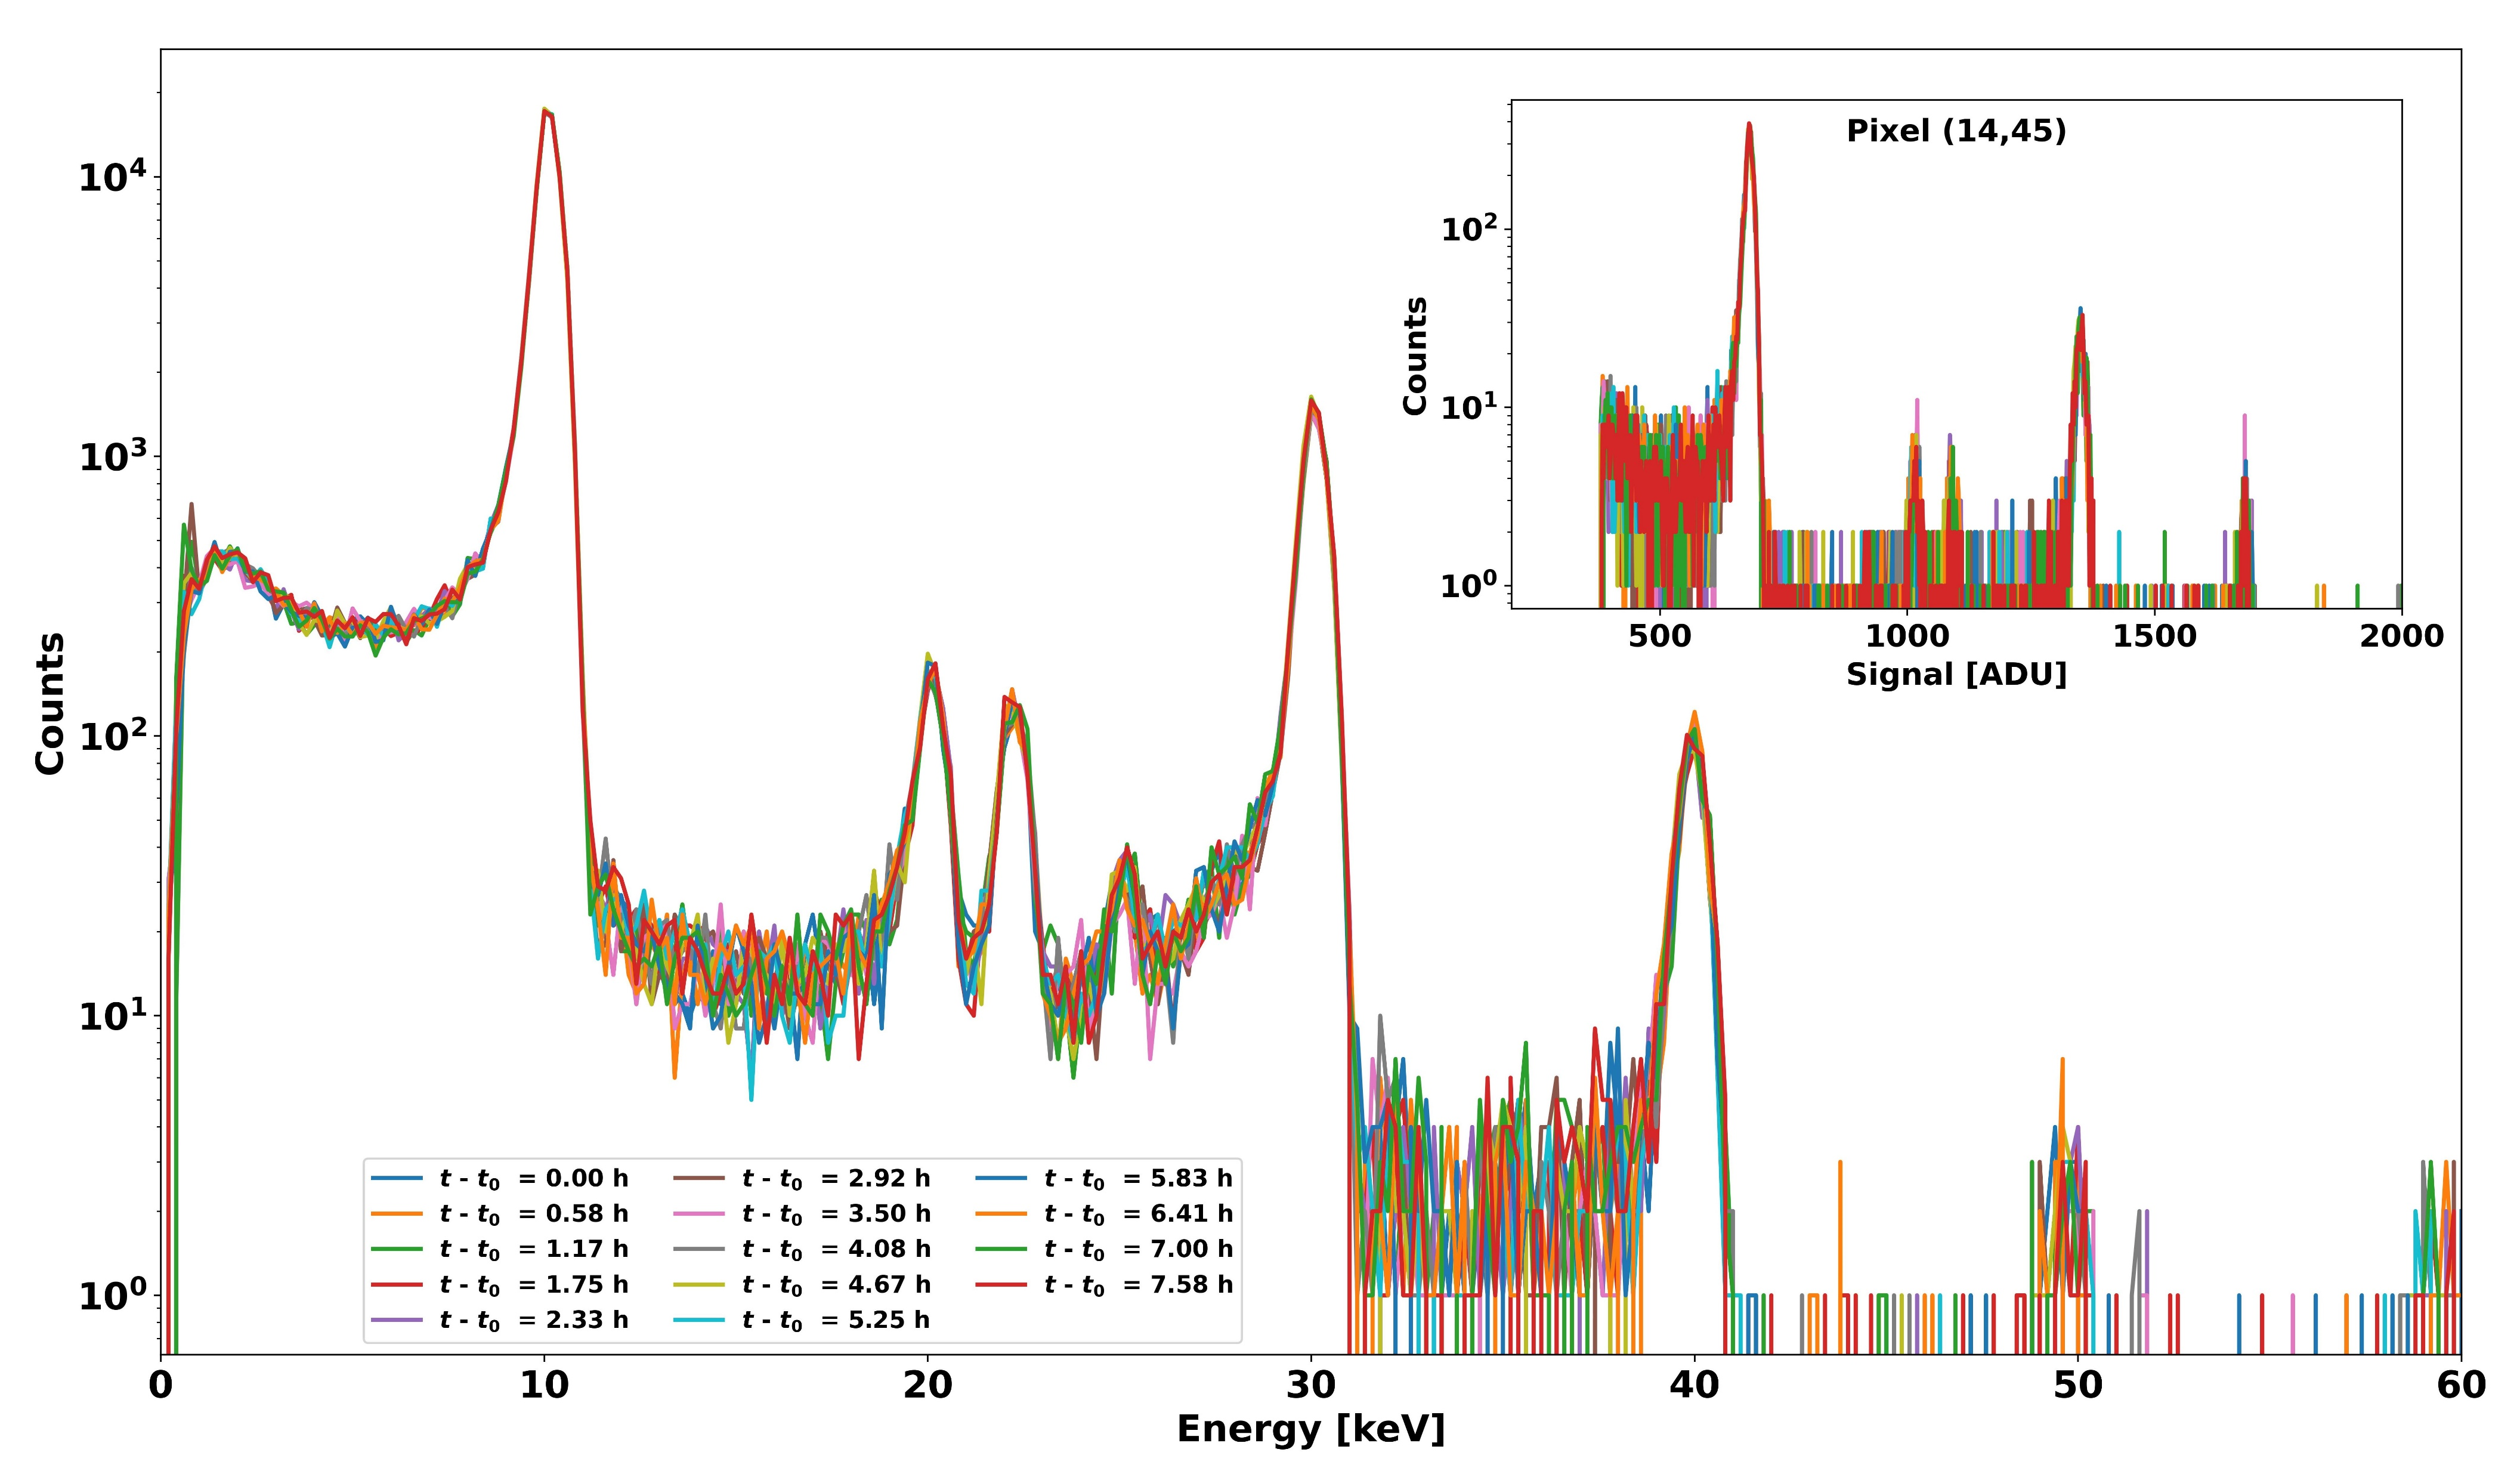 Pixel (14,45)
10²
10¹
10⁰
Counts
500 1000 1500 2000
Signal [ADU]
10⁴
10³
10²
10¹
10⁰
Counts
t - t₀ = 0.00 h
t - t₀ = 0.58 h
t - t₀ = 1.17 h
t - t₀ = 1.75 h
t - t₀ = 2.33 h
t - t₀ = 2.92 h
t - t₀ = 3.50 h
t - t₀ = 4.08 h
t - t₀ = 4.67 h
t - t₀ = 5.25 h
t - t₀ = 5.83 h
t - t₀ = 6.41 h
t - t₀ = 7.00 h
t - t₀ = 7.58 h
0 10 20 30 40 50 60
Energy [keV]